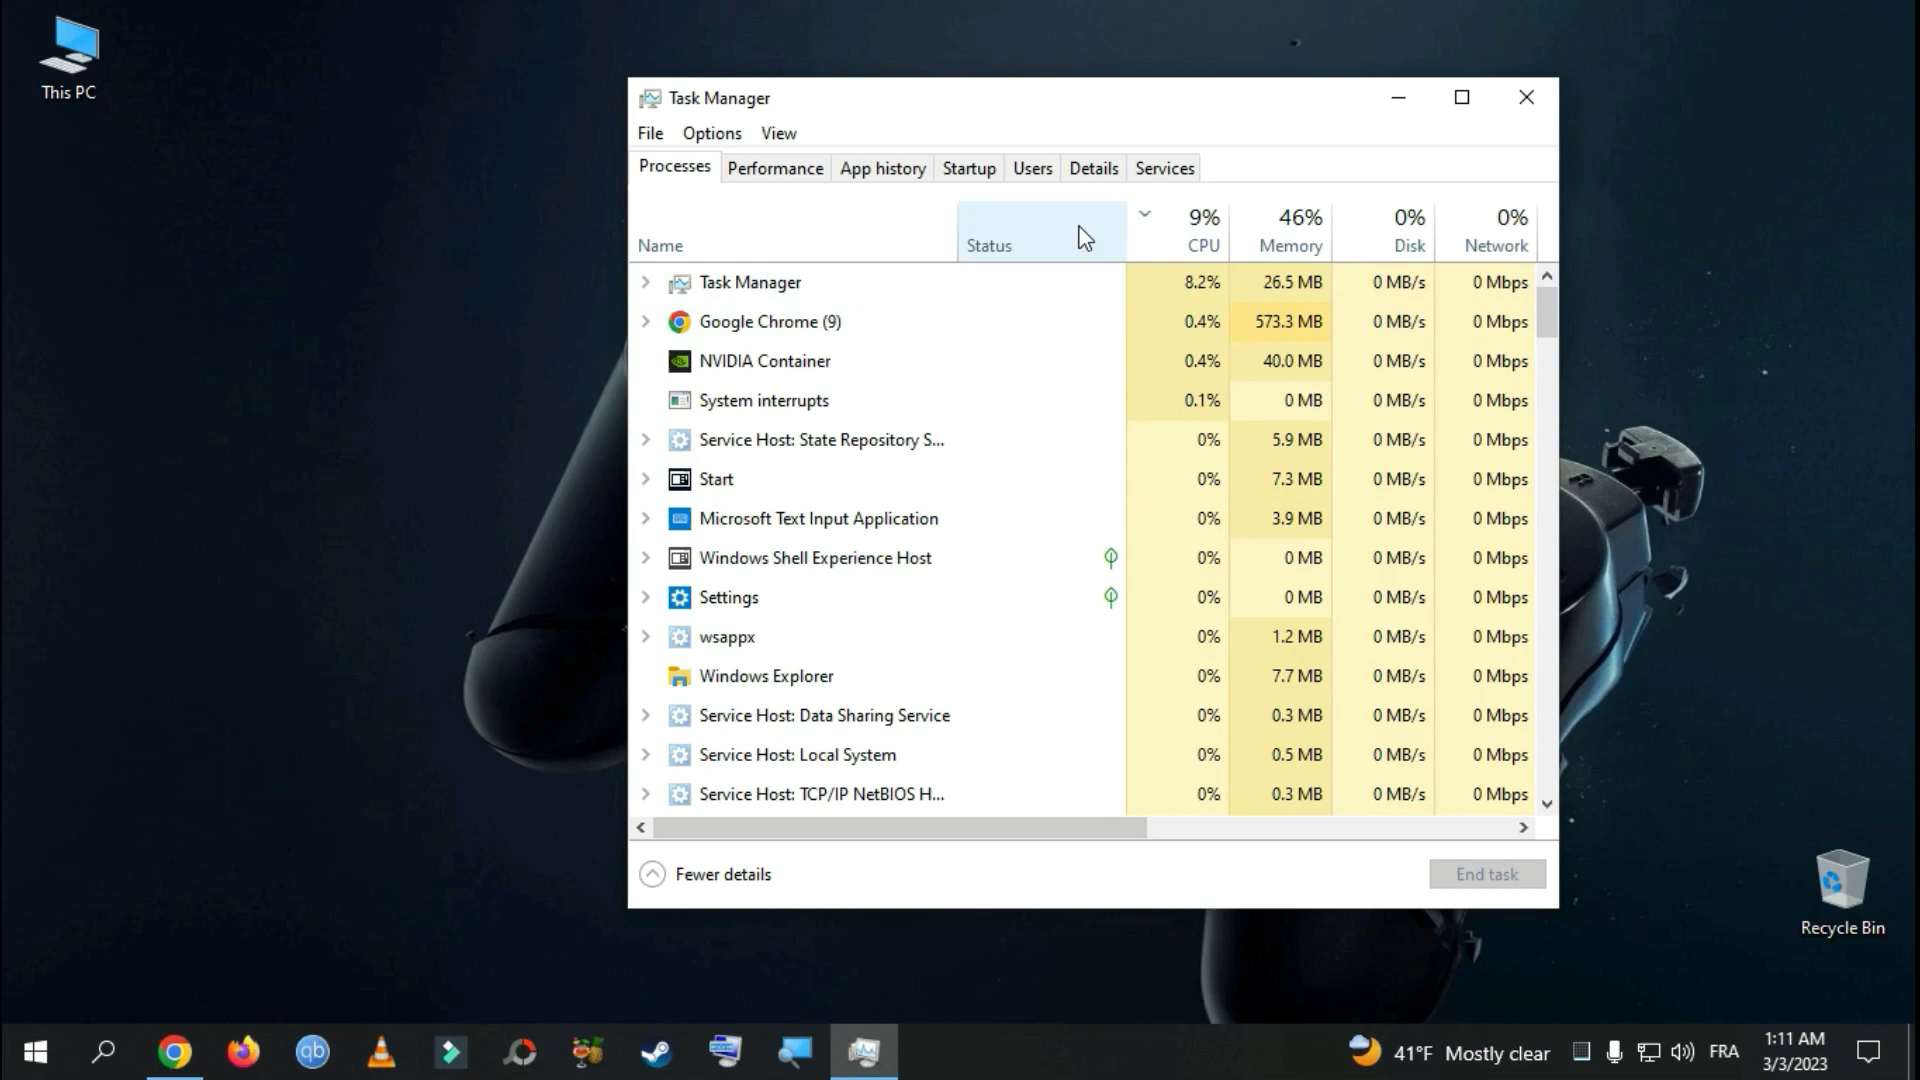 This PC
Task Manager
File Options View
Processes Performance App history Startup Users Details Services
9% 46% 0% 0%
Name Status CPU Memory Disk Network
Task Manager 8.2% 26.5 MB 0 MB/s 0 Mbps
Google Chrome (9) 0.4% 573.3 MB 0 MB/s 0 Mbps
NVIDIA Container 0.4% 40.0 MB 0 MB/s 0 Mbps
System interrupts 0.1% 0 MB 0 MB/s 0 Mbps
Service Host: State Repository S... 0% 5.9 MB 0 MB/s 0 Mbps
Start 0% 7.3 MB 0 MB/s 0 Mbps
Microsoft Text Input Application 0% 3.9 MB 0 MB/s 0 Mbps
Windows Shell Experience Host 0% 0 MB 0 MB/s 0 Mbps
Settings 0% 0 MB 0 MB/s 0 Mbps
wsappx 0% 1.2 MB 0 MB/s 0 Mbps
Windows Explorer 0% 7.7 MB 0 MB/s 0 Mbps
Service Host: Data Sharing Service 0% 0.3 MB 0 MB/s 0 Mbps
Service Host: Local System 0% 0.5 MB 0 MB/s 0 Mbps
Service Host: TCP/IP NetBIOS H... 0% 0.3 MB 0 MB/s 0 Mbps
Fewer details End task
Recycle Bin
qb
41°F Mostly clear FRA 1:11 AM
3/3/2023